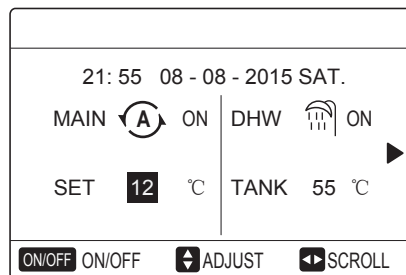 21: 55 08 - 08 - 2015 SAT.
MAIN A ON DHW ON
SET 12 ℃ TANK 55 ℃
ON/OFF ON/OFF ADJUST SCROLL